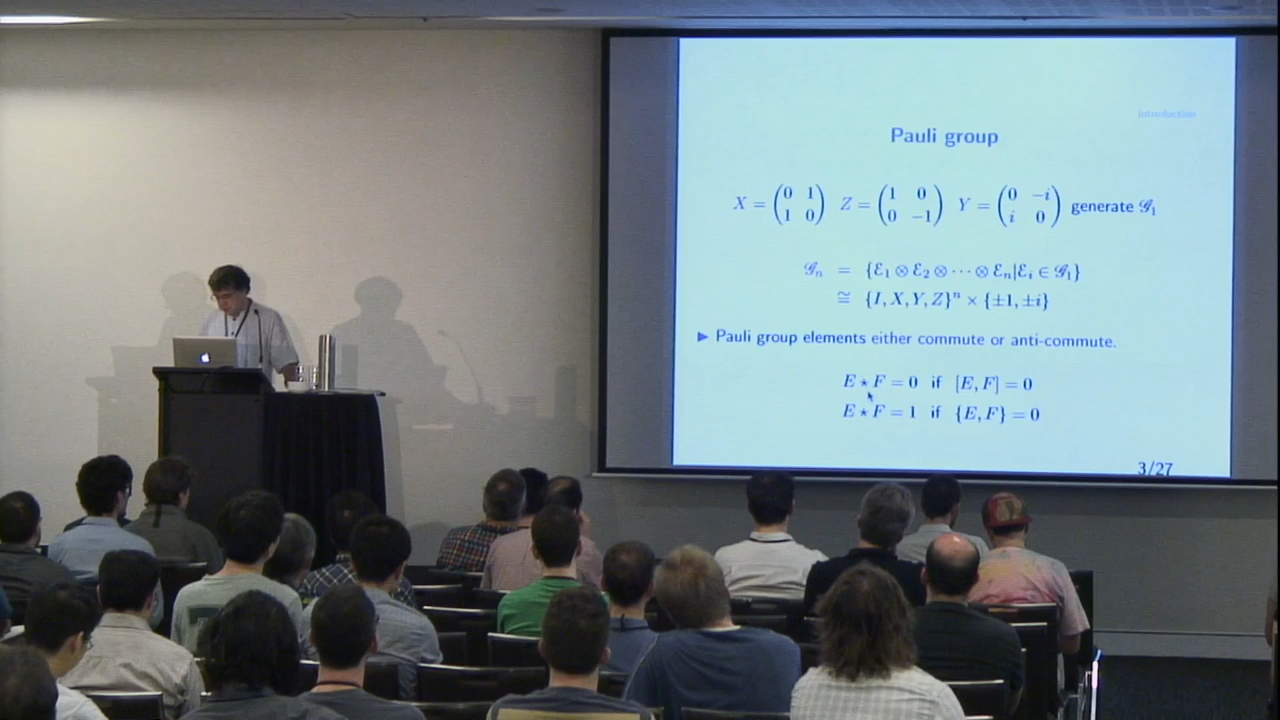 introduction
Pauli group
X = (0 1 1 0) Z = (1 0 0 −1) Y = (0 −i i 0) generate 𝒢₁
𝒢ₙ = {ℰ₁ ⊗ ℰ₂ ⊗ ⋯ ⊗ ℰₙ|ℰᵢ ∈ 𝒢₁}
≅ {I, X, Y, Z}ⁿ × {±1, ±i}
▶ Pauli group elements either commute or anti-commute.
E ⋆ F = 0 if [E, F] = 0
E ⋆ F = 1 if {E, F} = 0
3/27